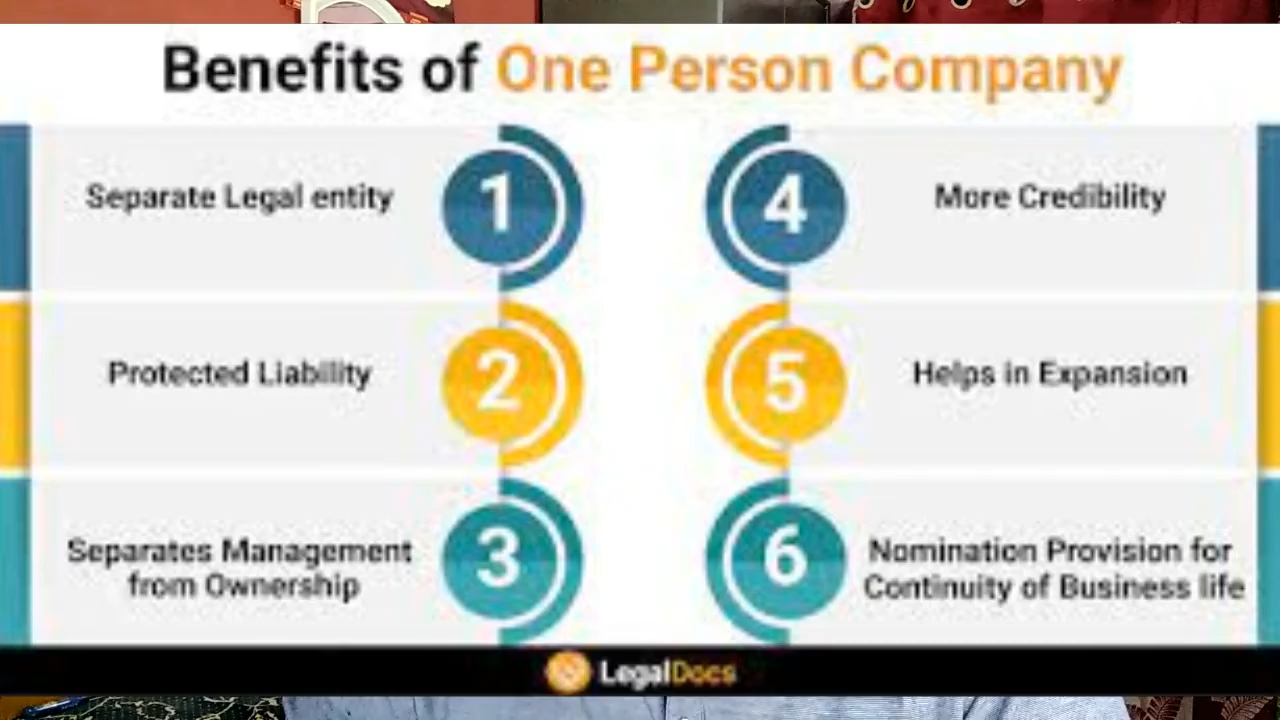 Benefits of One Person Company
Separate Legal entity
1
Protected Liability
2
Separates Management
from Ownership
3
4
More Credibility
5
Helps in Expansion
6
Nomination Provision for
Continuity of Business life
LegalDocs